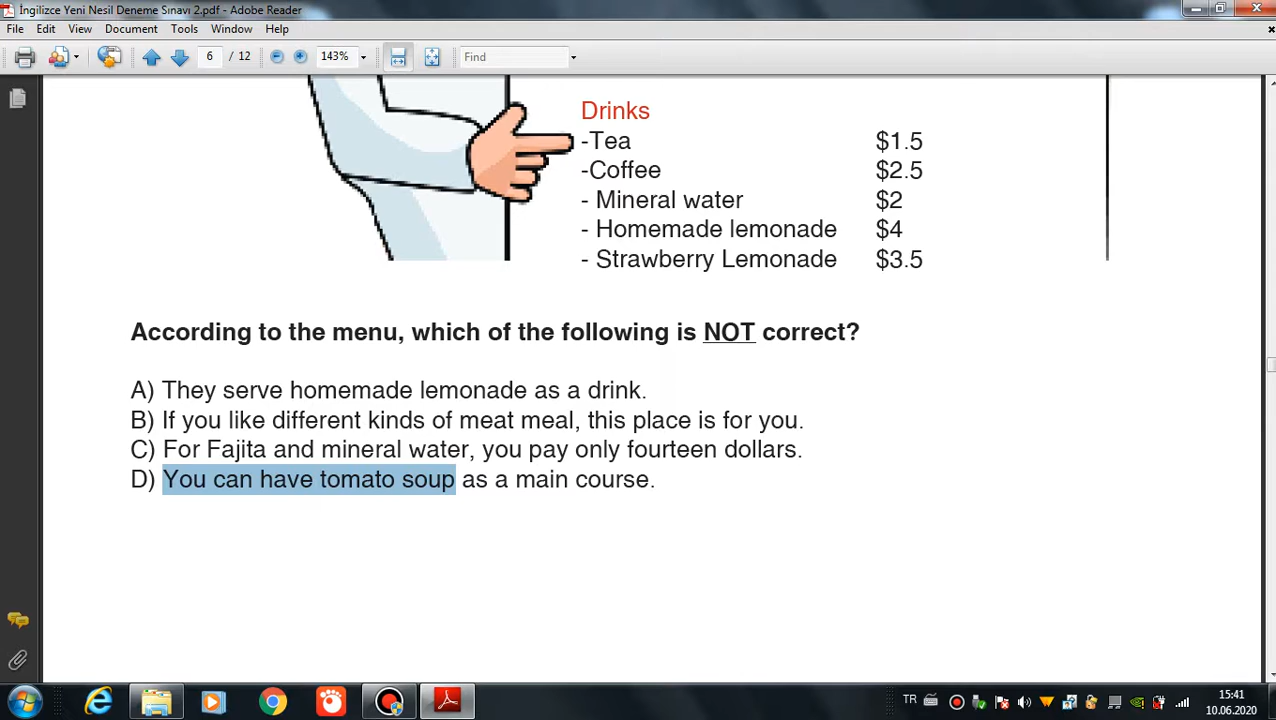 İngilizce Yeni Nesil Deneme Sınavı 2.pdf - Adobe Reader
File Edit View Document Tools Window Help
6 / 12 143% Find
Drinks
-Tea $1.5
-Coffee $2.5
- Mineral water $2
- Homemade lemonade $4
- Strawberry Lemonade $3.5
According to the menu, which of the following is NOT correct?
A) They serve homemade lemonade as a drink.
B) If you like different kinds of meat meal, this place is for you.
C) For Fajita and mineral water, you pay only fourteen dollars.
D) You can have tomato soup as a main course.
TR
15:41
10.06.2020